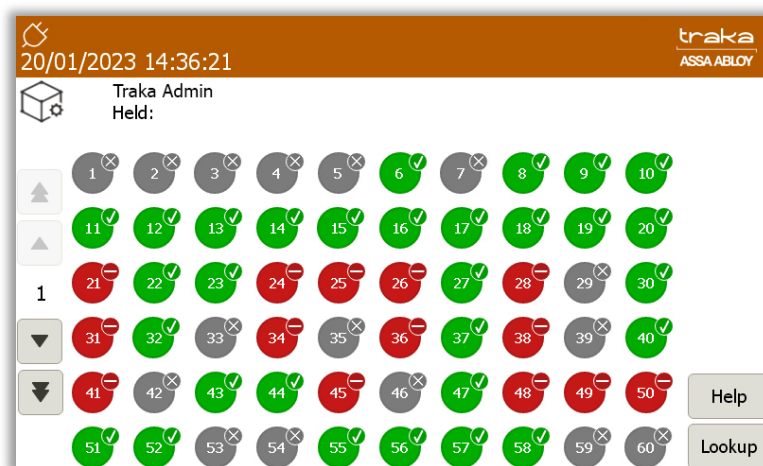 20/01/2023 14:36:21
traka
ASSA ABLOY
Traka Admin
Held:
1 2 3 4 5 6 7 8 9 10
11 12 13 14 15 16 17 18 19 20
21 22 23 24 25 26 27 28 29 30
1
31 32 33 34 35 36 37 38 39 40
41 42 43 44 45 46 47 48 49 50
Help
51 52 53 54 55 56 57 58 59 60
Lookup